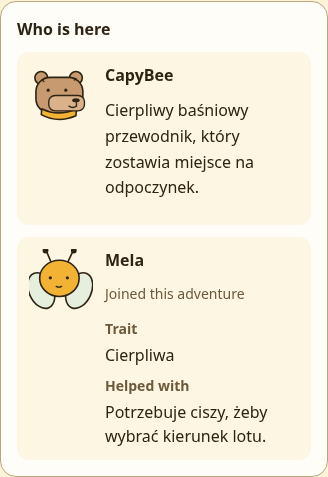 Who is here
CapyBee
Cierpliwy baśniowy
przewodnik, który
zostawia miejsce na
odpoczynek.
Mela
Joined this adventure
Trait
Cierpliwa
Helped with
Potrzebuje ciszy, żeby
wybrać kierunek lotu.